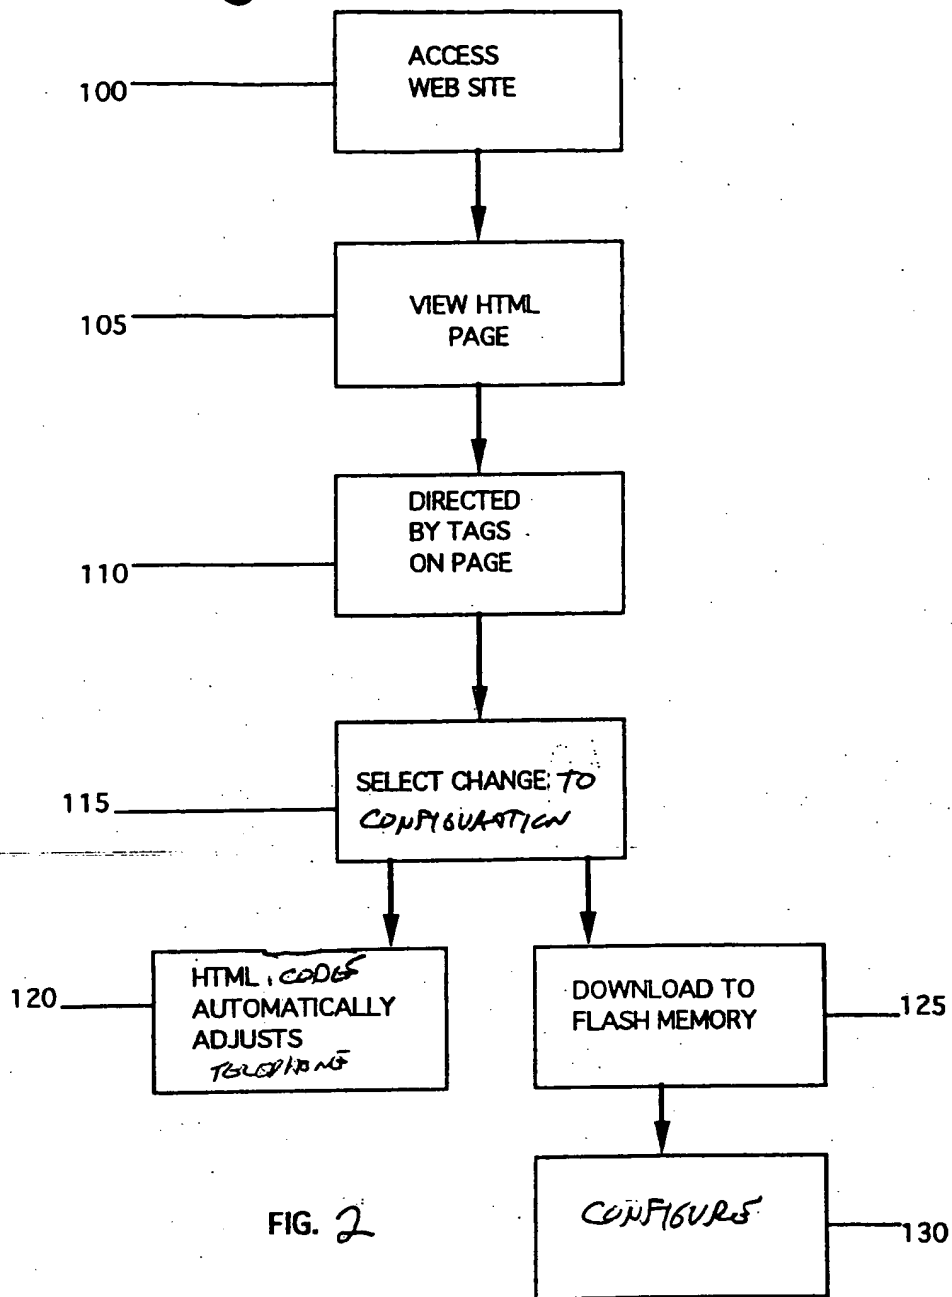 ACCESS
WEB SITE
100
VIEW HTML
PAGE
105
DIRECTED
BY TAGS
ON PAGE
110
SELECT CHANGE TO
CONFIGURATION
115
HTML CODES
AUTOMATICALLY
ADJUSTS
TELEPHONE
120
DOWNLOAD TO
FLASH MEMORY
125
CONFIGURE
130
FIG. 2